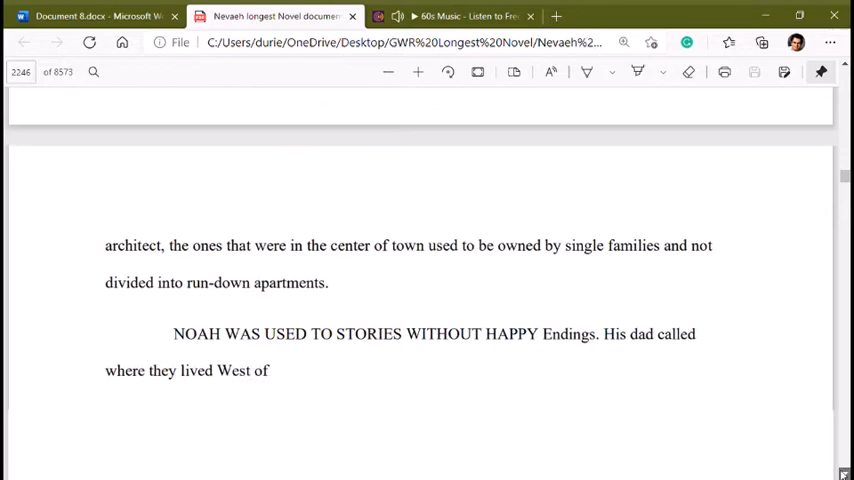 Document 8.docx - Microsoft Wo
Nevaeh longest Novel documen
60s Music - Listen to Fre
File
C:/Users/durie/OneDrive/Desktop/GWR%20Longest%20Novel/Nevaeh%2...
2246 of 8573
architect, the ones that were in the center of town used to be owned by single families and not
divided into run-down apartments.
NOAH WAS USED TO STORIES WITHOUT HAPPY Endings. His dad called
where they lived West of